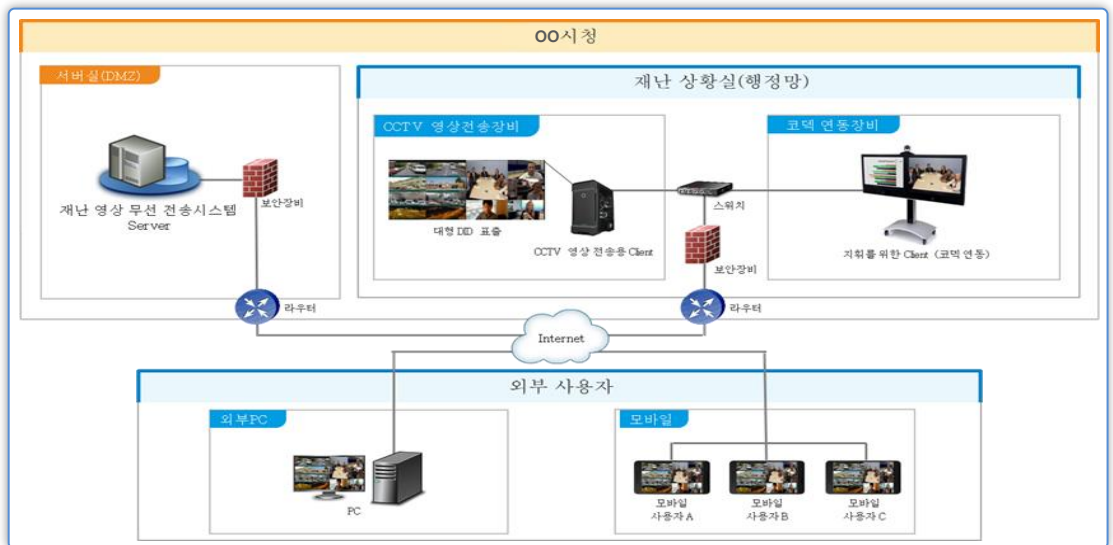 OO시청
서버실(DMZ)
재난 영상 무선 전송시스템
Server
보안장비
라우터
재난 상황실(행정망)
CCTV 영상전송장비
대형 DID 표출
CCTV 영상 전송용 Client
스위치
보안장비
라우터
코덱 연동장비
지휘를 위한 Client (코덱 연동)
Internet
외부 사용자
외부PC
PC
모바일
모바일
사용자 A
모바일
사용자 B
모바일
사용자 C